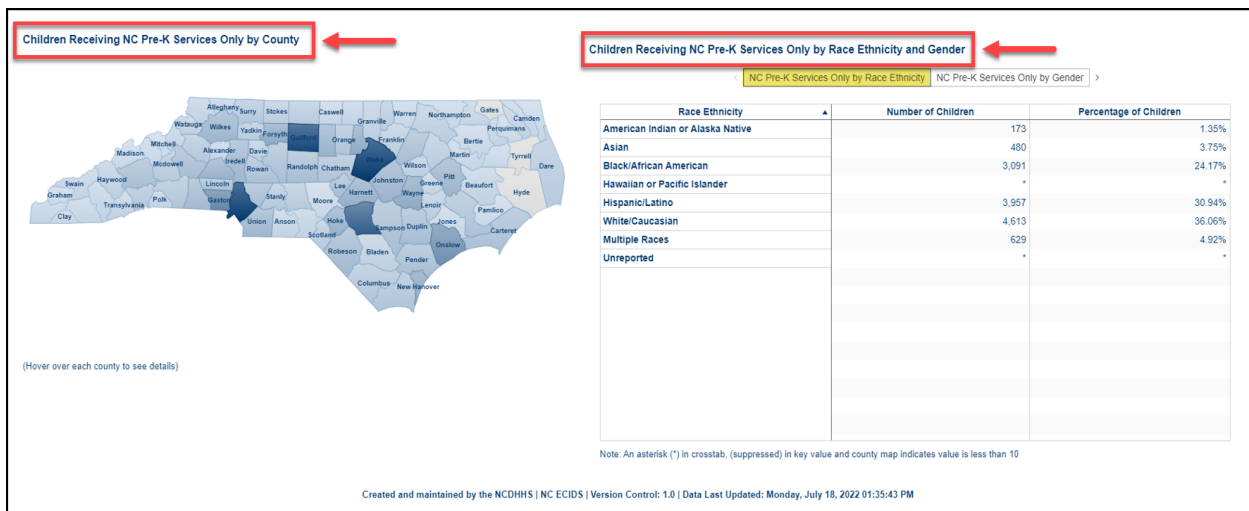 Children Receiving NC Pre-K Services Only by County
Children Receiving NC Pre-K Services Only by Race Ethnicity and Gender
< NC Pre-K Services Only by Race Ethnicity NC Pre-K Services Only by Gender >
Alleghany Surry Stokes Caswell Warren Northampton Gates Camden
Watauga Wilkes Yadkin Forsyth Guilford Orange Granville Franklin Bertie Perquimans
Mitchell Madison Mcdowell Alexander Davie Iredell Rowan Randolph Chatham Wake Wilson Martin Tyrrell Dare
Swain Haywood Graham Transylvania Polk Lincoln Gaston Stanly Moore Lee Harnett Johnston Wayne Greene Pitt Beaufort Hyde
Clay Union Anson Hoke Scotland Sampson Duplin Lenoir Jones Pamlico Carteret
Robeson Bladen Pender Onslow
Columbus New Hanover
(Hover over each county to see details)
Race Ethnicity ▲ Number of Children Percentage of Children
American Indian or Alaska Native 173 1.35%
Asian 480 3.75%
Black/African American 3,091 24.17%
Hawaiian or Pacific Islander * *
Hispanic/Latino 3,957 30.94%
White/Caucasian 4,613 36.06%
Multiple Races 629 4.92%
Unreported * *
Note: An asterisk (*) in crosstab, (suppressed) in key value and county map indicates value is less than 10
Created and maintained by the NCDHHS | NC ECIDS | Version Control: 1.0 | Data Last Updated: Monday, July 18, 2022 01:35:43 PM